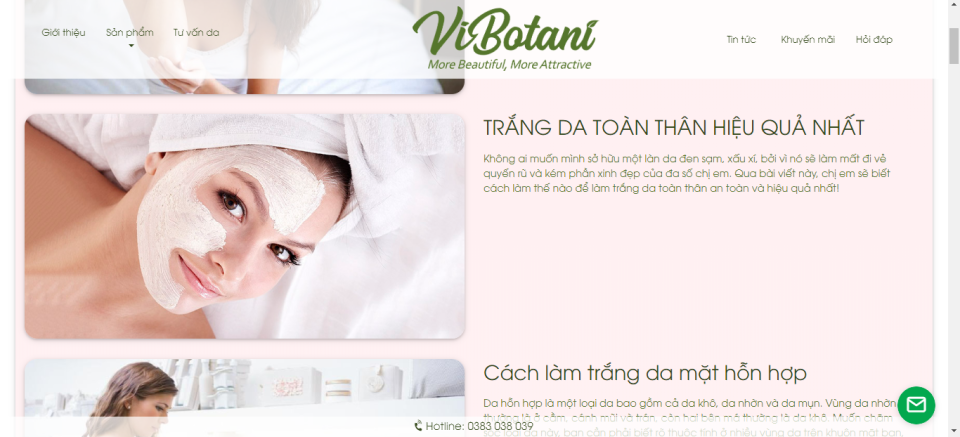 Giới thiệu
Sản phẩm
Tư vấn da
ViBotani
More Beautiful, More Attractive
Tin tức
Khuyến mãi
Hỏi đáp
TRẮNG DA TOÀN THÂN HIỆU QUẢ NHẤT
Không ai muốn mình sở hữu một làn da đen sạm, xấu xí, bởi vì nó sẽ làm mất đi vẻ
quyến rũ và kém phần xinh đẹp của đa số chị em. Qua bài viết này, chị em sẽ biết
cách làm thế nào để làm trắng da toàn thân an toàn và hiệu quả nhất!
Cách làm trắng da mặt hỗn hợp
Da hỗn hợp là một loại da bao gồm cả da khô, da nhờn và da mụn. Vùng da nhờn
thường là ở cằm, cánh mũi và trán, còn hai bên má thường là da khô. Muốn chăm
Hotline: 0383 038 039
sóc loại da này, bạn cần phải biết rõ thuộc tính ở nhiều vùng da trên khuôn mặt bạn.